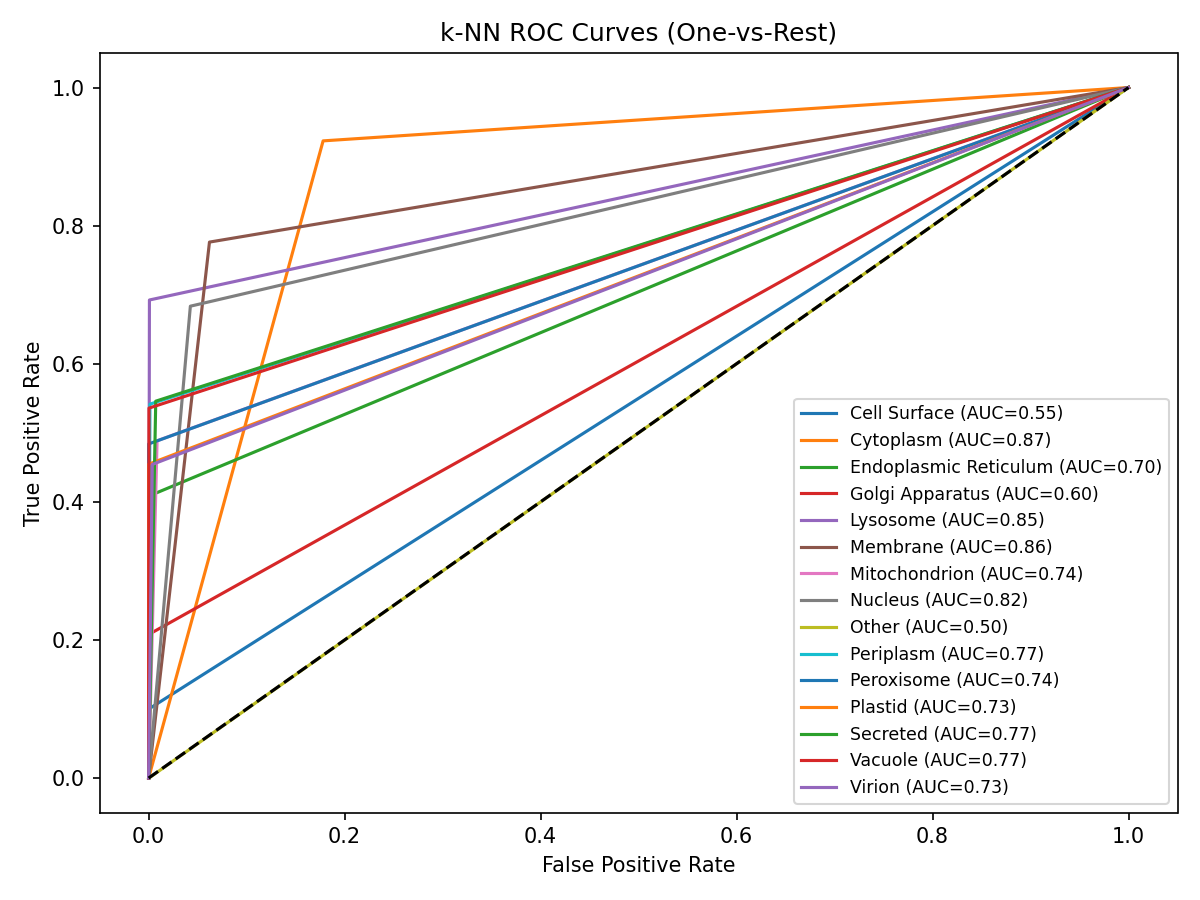 k-NN ROC Curves (One-vs-Rest)
1.0
0.8
0.6
0.4
0.2
0.0
True Positive Rate
Cell Surface (AUC=0.55)
Cytoplasm (AUC=0.87)
Endoplasmic Reticulum (AUC=0.70)
Golgi Apparatus (AUC=0.60)
Lysosome (AUC=0.85)
Membrane (AUC=0.86)
Mitochondrion (AUC=0.74)
Nucleus (AUC=0.82)
Other (AUC=0.50)
Periplasm (AUC=0.77)
Peroxisome (AUC=0.74)
Plastid (AUC=0.73)
Secreted (AUC=0.77)
Vacuole (AUC=0.77)
Virion (AUC=0.73)
0.0 0.2 0.4 0.6 0.8 1.0
False Positive Rate